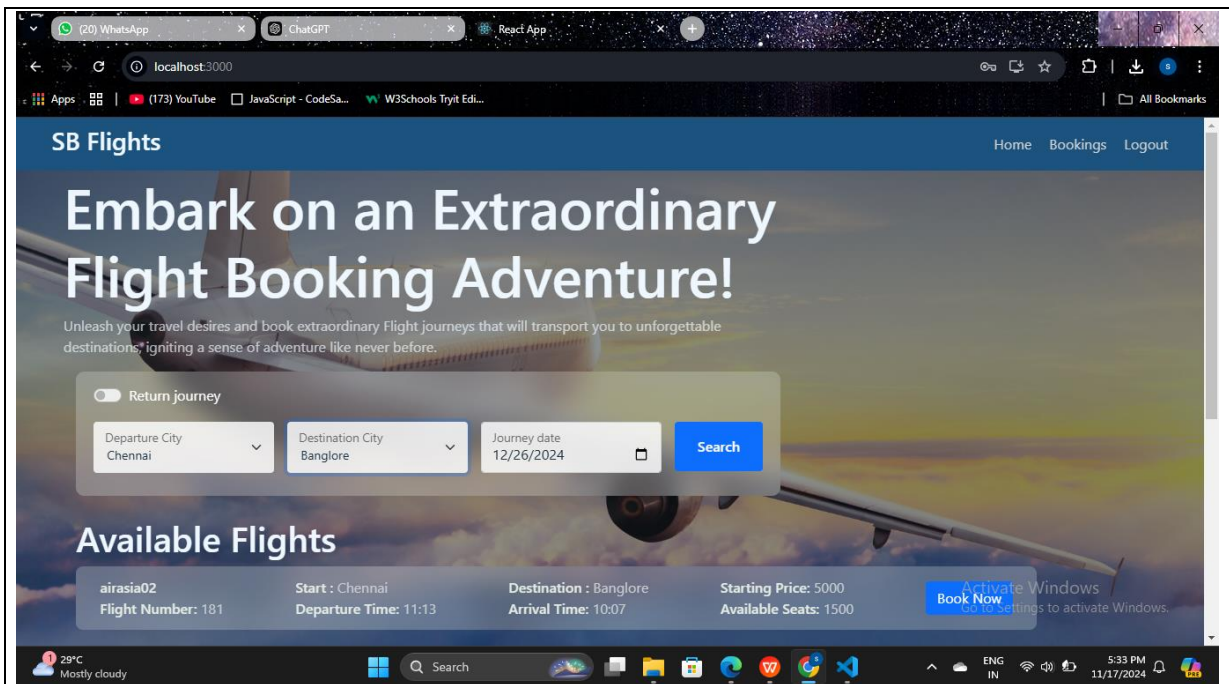 (20) WhatsApp ChatGPT React App
localhost:3000
Apps (173) YouTube JavaScript - CodeSa... W3Schools Tryit Edi... All Bookmarks
SB Flights Home Bookings Logout
Embark on an Extraordinary
Flight Booking Adventure!
Unleash your travel desires and book extraordinary Flight journeys that will transport you to unforgettable
destinations, igniting a sense of adventure like never before.
Return journey
Departure City Destination City Journey date
Chennai Banglore 12/26/2024 Search
Available Flights
airasia02 Start : Chennai Destination : Banglore Starting Price: 5000
Flight Number: 181 Departure Time: 11:13 Arrival Time: 10:07 Available Seats: 1500 Book Now
Activate Windows
Go to Settings to activate Windows.
1 29°C ENG 5:33 PM
Mostly cloudy Search IN 11/17/2024 PRE